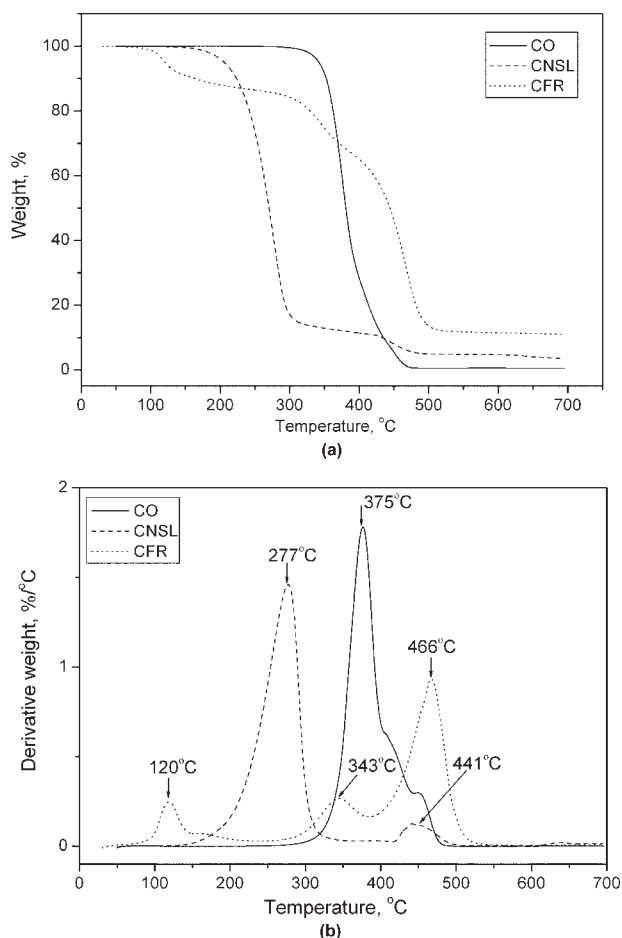 100
80
60
40
20
0
Weight, %
CO
CNSL
CFR
0 100 200 300 400 500 600 700
Temperature, °C
(a)
2
1
0
Derivative weight, %/°C
CO
CNSL
CFR
375°C
277°C
466°C
120°C
343°C
441°C
0 100 200 300 400 500 600 700
Temperature, °C
(b)